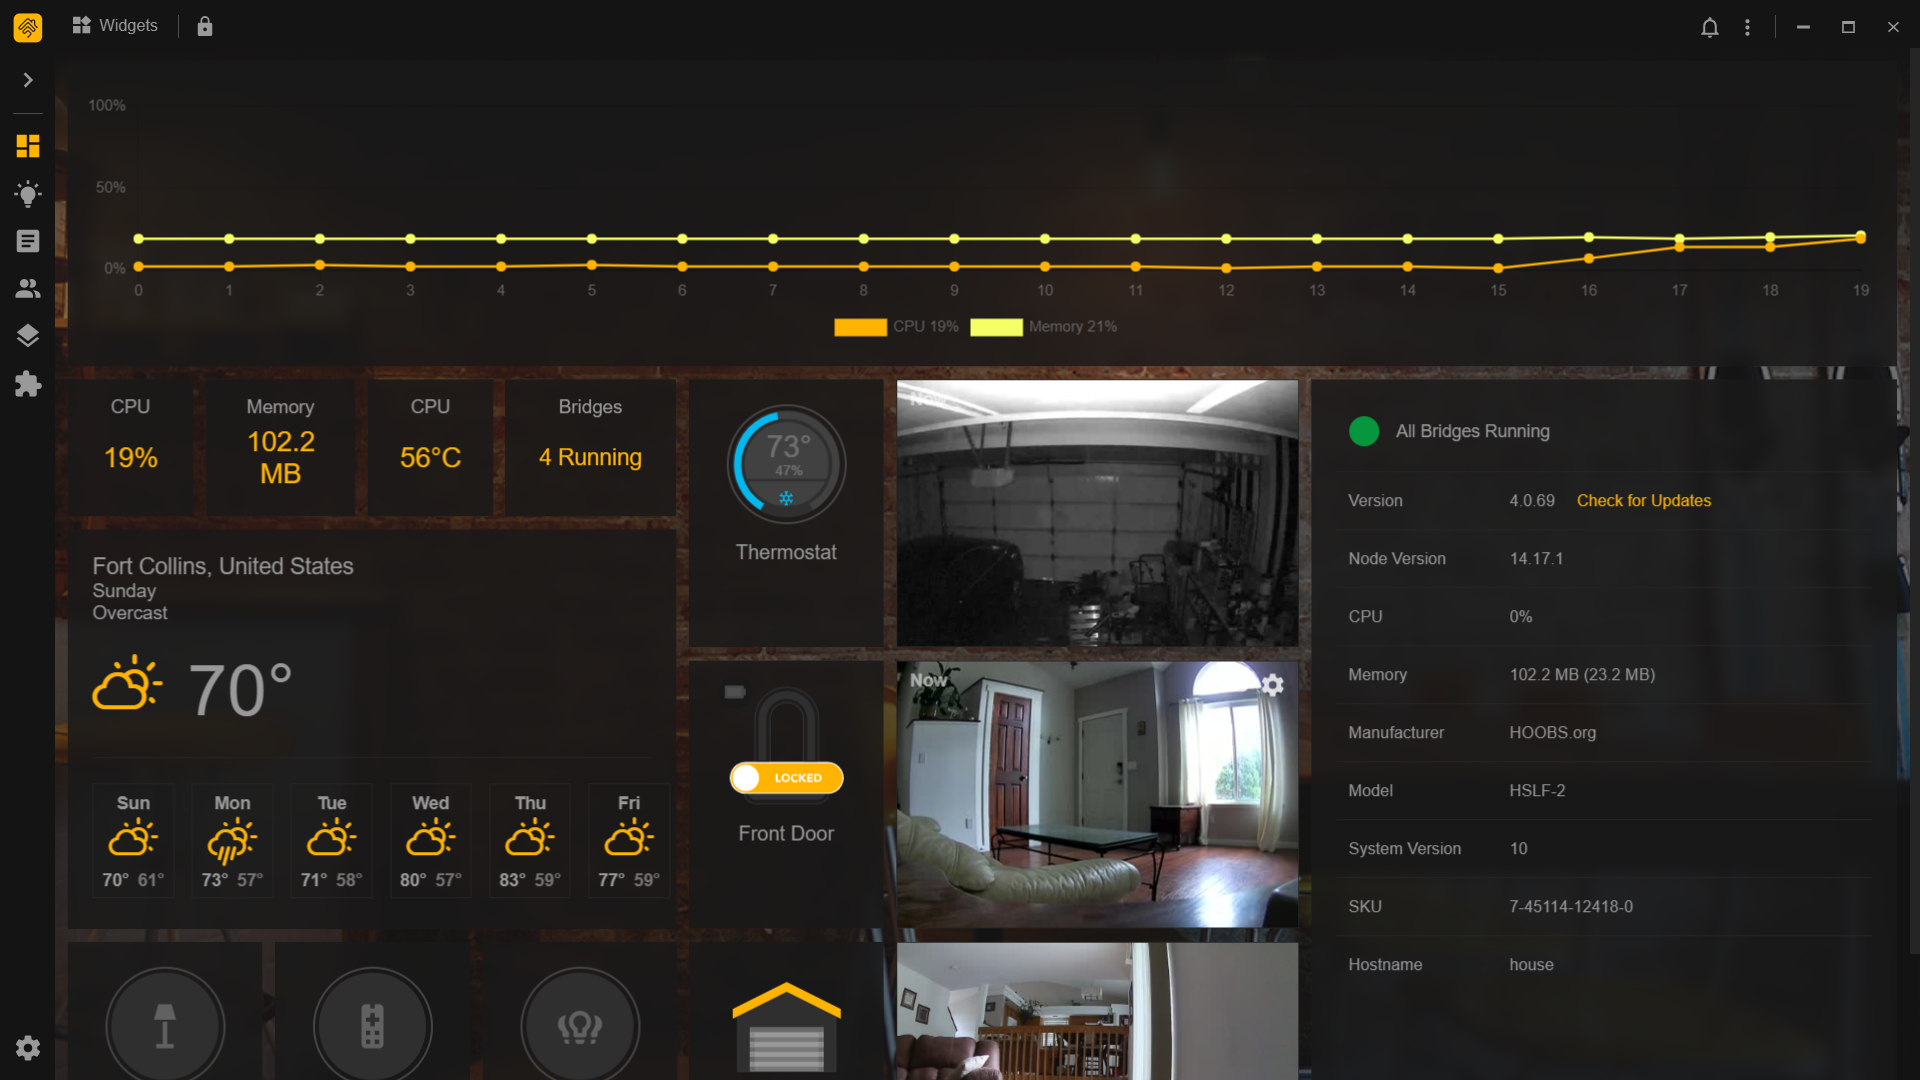 Widgets
100%
50%
0%
0 1 2 3 4 5 6 7 8 9 10 11 12 13 14 15 16 17 18 19
CPU 19% Memory 21%
CPU
19%
Memory
102.2
MB
CPU
56°C
Bridges
4 Running
73°
47%
Thermostat
Now
All Bridges Running
Version 4.0.69 Check for Updates
Node Version 14.17.1
CPU 0%
Memory 102.2 MB (23.2 MB)
Manufacturer HOOBS.org
Model HSLF-2
System Version 10
SKU 7-45114-12418-0
Hostname house
Fort Collins, United States
Sunday
Overcast
70°
Sun Mon Tue Wed Thu Fri
70° 61° 73° 57° 71° 58° 80° 57° 83° 59° 77° 59°
LOCKED
Front Door
Now